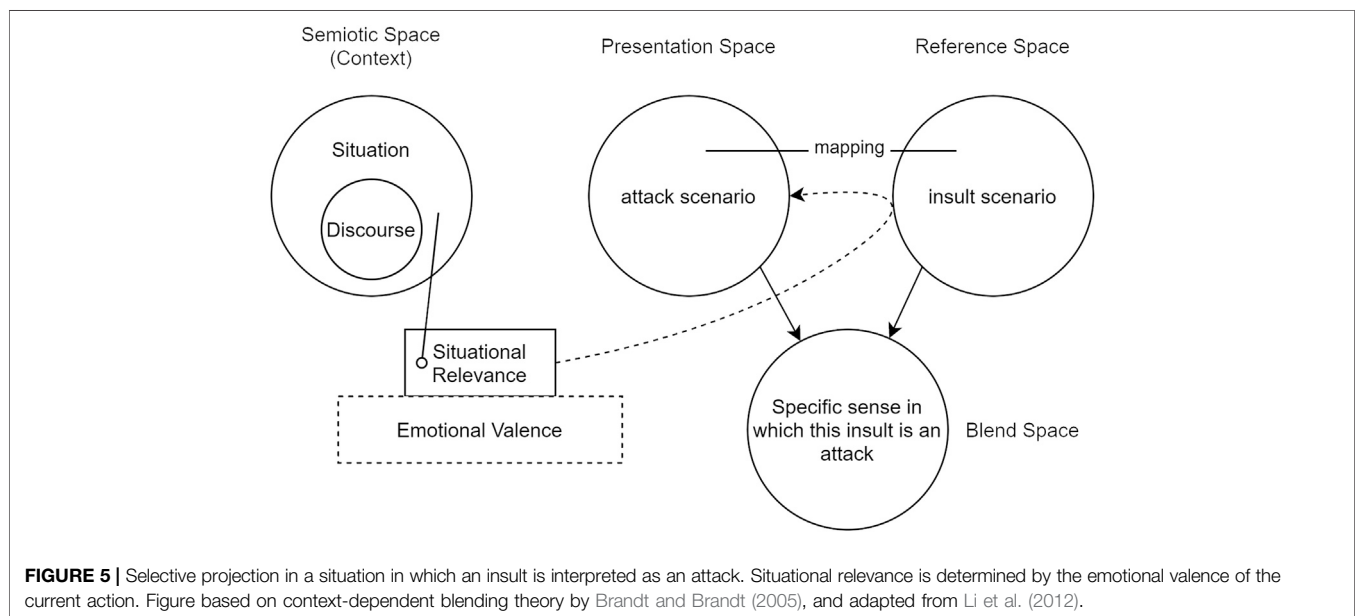 Semiotic Space
(Context)
Presentation Space
Reference Space
Situation
Discourse
mapping
attack scenario
insult scenario
Situational
Relevance
Emotional Valence
Specific sense in
which this insult is an
attack
Blend Space
FIGURE 5 | Selective projection in a situation in which an insult is interpreted as an attack. Situational relevance is determined by the emotional valence of the
current action. Figure based on context-dependent blending theory by Brandt and Brandt (2005), and adapted from Li et al. (2012).